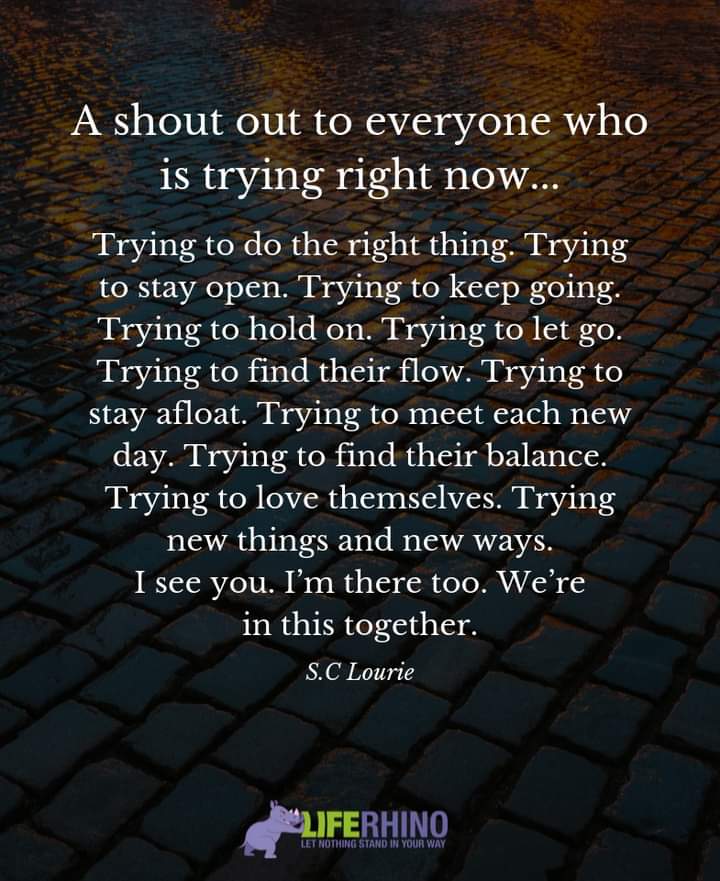 A shout out to everyone who
is trying right now...
Trying to do the right thing. Trying
to stay open. Trying to keep going.
Trying to hold on. Trying to let go.
Trying to find their flow. Trying to
stay afloat. Trying to meet each new
day. Trying to find their balance.
Trying to love themselves. Trying
new things and new ways.
I see you. I’m there too. We’re
in this together.
S.C Lourie
LIFERHINO
LET NOTHING STAND IN YOUR WAY